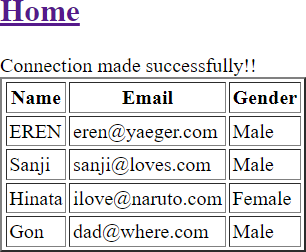 Home
Connection made successfully!!
Name Email Gender
EREN eren@yaeger.com Male
Sanji sanji@loves.com Male
Hinata ilove@naruto.com Female
Gon dad@where.com Male